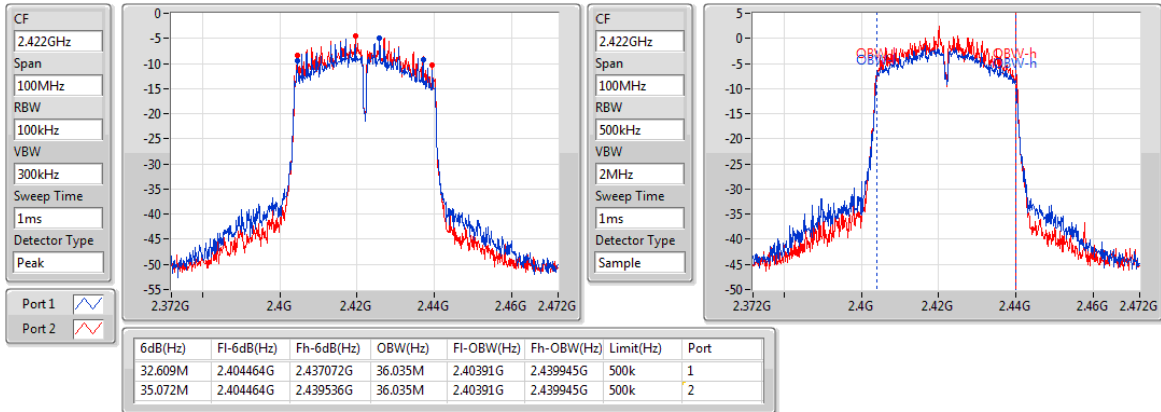 CF
2.422GHz
Span
100MHz
RBW
100kHz
VBW
300kHz
Sweep Time
1ms
Detector Type
Peak
Port 1
Port 2
0
-5
-10
-15
-20
-25
-30
-35
-40
-45
-50
-55
2.372G 2.4G 2.42G 2.44G 2.46G 2.472G
CF
2.422GHz
Span
100MHz
RBW
500kHz
VBW
2MHz
Sweep Time
1ms
Detector Type
Sample
5
0
-5
-10
-15
-20
-25
-30
-35
-40
-45
-50
OBW-h
OBW-h
2.372G 2.4G 2.42G 2.44G 2.46G 2.472G
6dB(Hz) Fl-6dB(Hz) Fh-6dB(Hz) OBW(Hz) Fl-OBW(Hz) Fh-OBW(Hz) Limit(Hz) Port
32.609M 2.404464G 2.437072G 36.035M 2.40391G 2.439945G 500k 1
35.072M 2.404464G 2.439536G 36.035M 2.40391G 2.439945G 500k 2